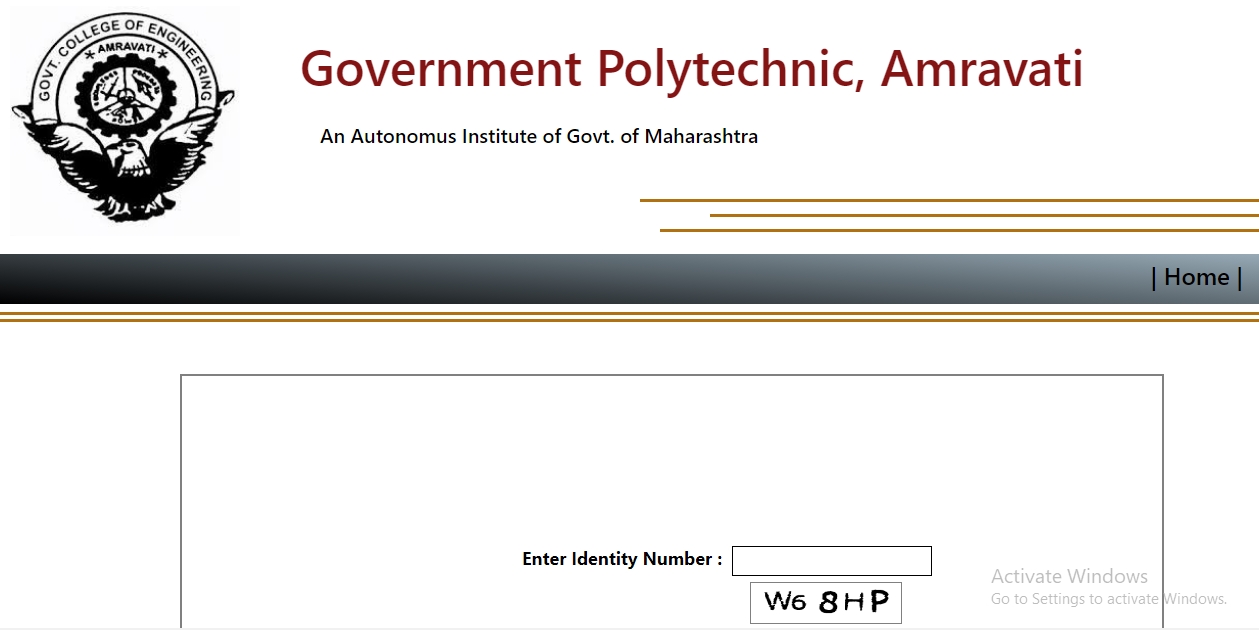 GOVT. COLLEGE OF ENGINEERING
* AMRAVATI *
Government Polytechnic, Amravati
An Autonomus Institute of Govt. of Maharashtra
| Home |
Enter Identity Number :
W6 8HP
Activate Windows
Go to Settings to activate Windows.